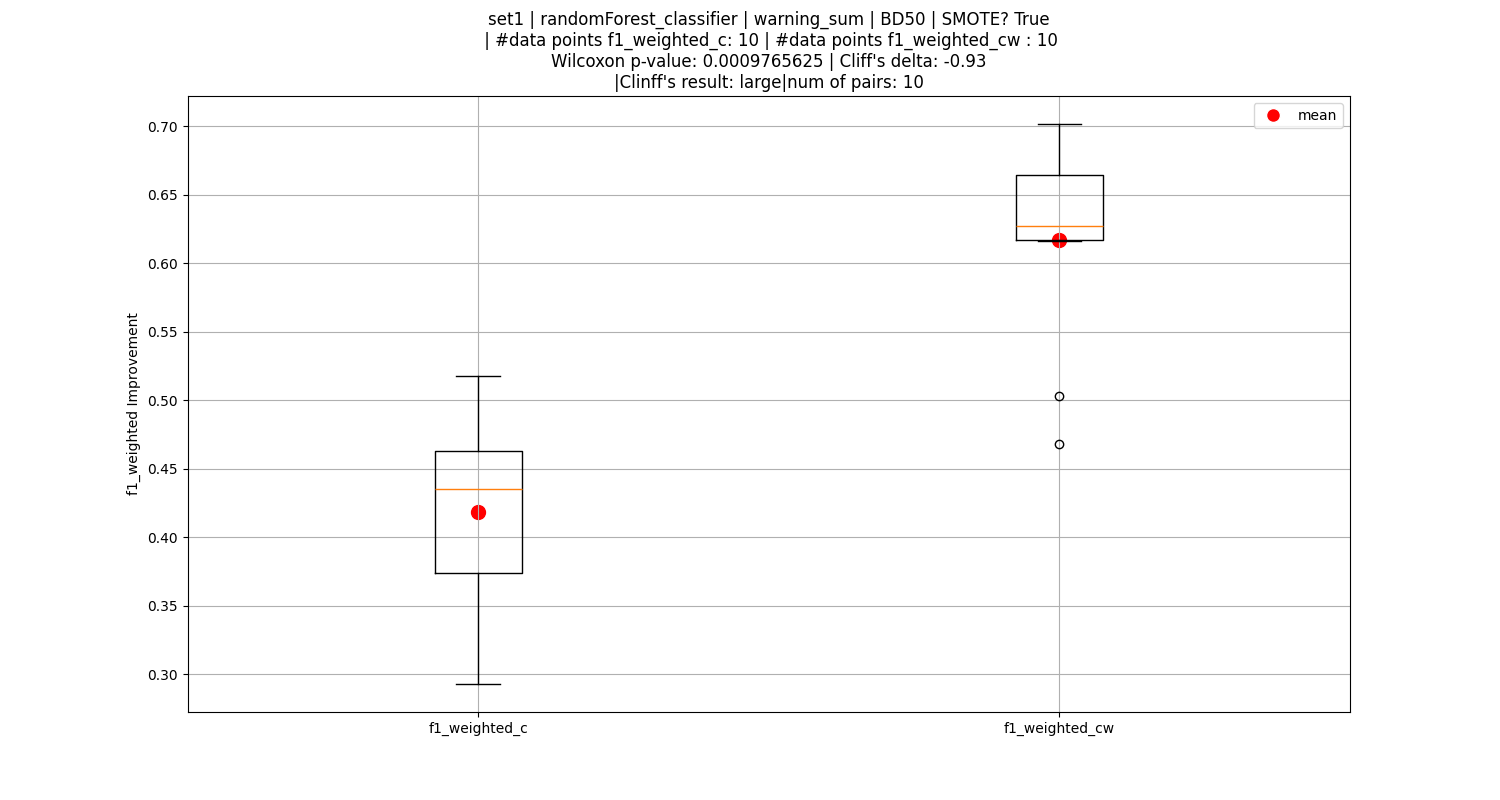 set1 | randomForest_classifier | warning_sum | BD50 | SMOTE? True
| #data points f1_weighted_c: 10 | #data points f1_weighted_cw : 10
Wilcoxon p-value: 0.0009765625 | Cliff's delta: -0.93
|Clinff's result: large|num of pairs: 10
mean
0.70
0.65
0.60
0.55
0.50
0.45
0.40
0.35
0.30
f1_weighted Improvement
f1_weighted_c
f1_weighted_cw